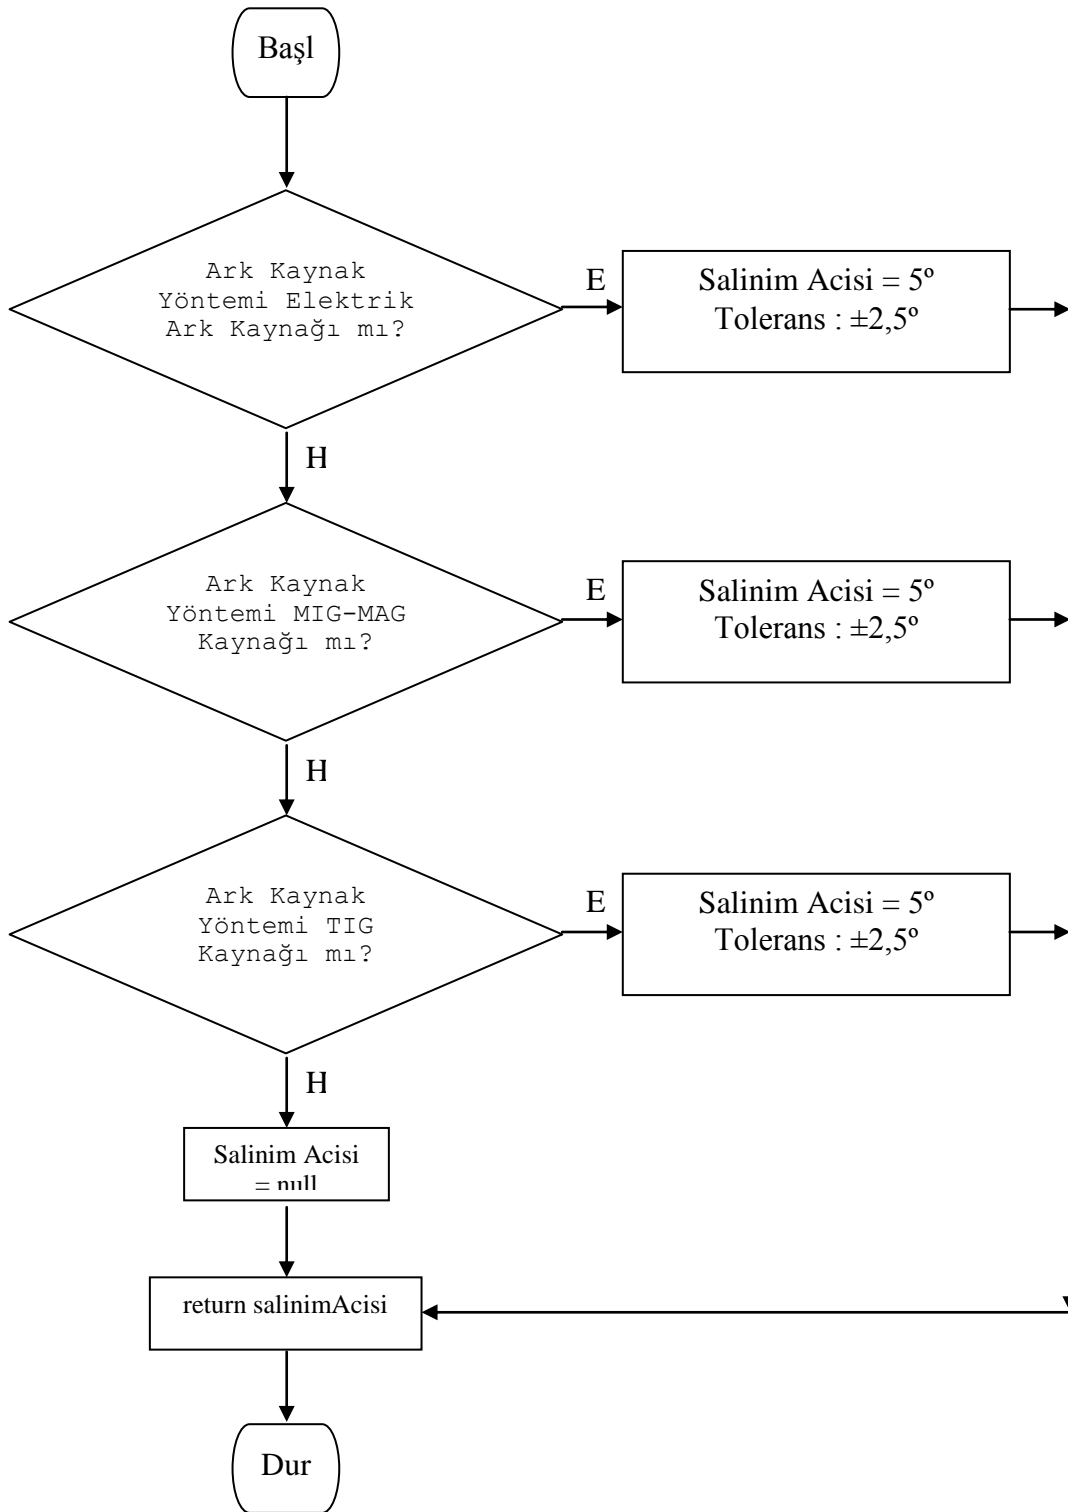 Başl
Ark Kaynak
Yöntemi Elektrik
Ark Kaynağı mı?
E
Salinim Acisi = 5º
Tolerans : ±2,5º
H
Ark Kaynak
Yöntemi MIG-MAG
Kaynağı mı?
E
Salinim Acisi = 5º
Tolerans : ±2,5º
H
Ark Kaynak
Yöntemi TIG
Kaynağı mı?
E
Salinim Acisi = 5º
Tolerans : ±2,5º
H
Salinim Acisi
= null
return salinimAcisi
Dur